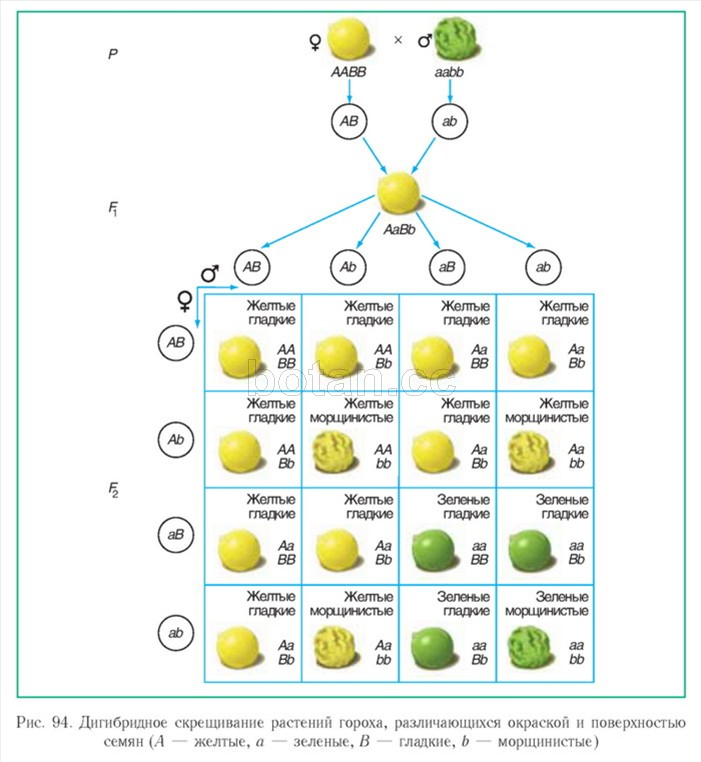 P
♀ × ♂
AABB aabb
AB ab
F1
AaBb
AB Ab aB ab
♂
♀
Желтые гладкие Желтые гладкие Желтые гладкие Желтые гладкие
AB
AA BB AA Bb Aa BB Aa Bb
botan.cc
Желтые гладкие Желтые морщинистые Желтые гладкие Желтые морщинистые
Ab
AA Bb AA bb Aa Bb Aa bb
F2
Желтые гладкие Желтые гладкие Зеленые гладкие Зеленые гладкие
aB
Aa BB Aa Bb aa BB aa Bb
Желтые гладкие Желтые морщинистые Зеленые гладкие Зеленые морщинистые
ab
Aa Bb Aa bb aa Bb aa bb
Рис. 94. Дигибридное скрещивание растений гороха, различающихся окраской и поверхностью
семян (A — желтые, a — зеленые, B — гладкие, b — морщинистые)